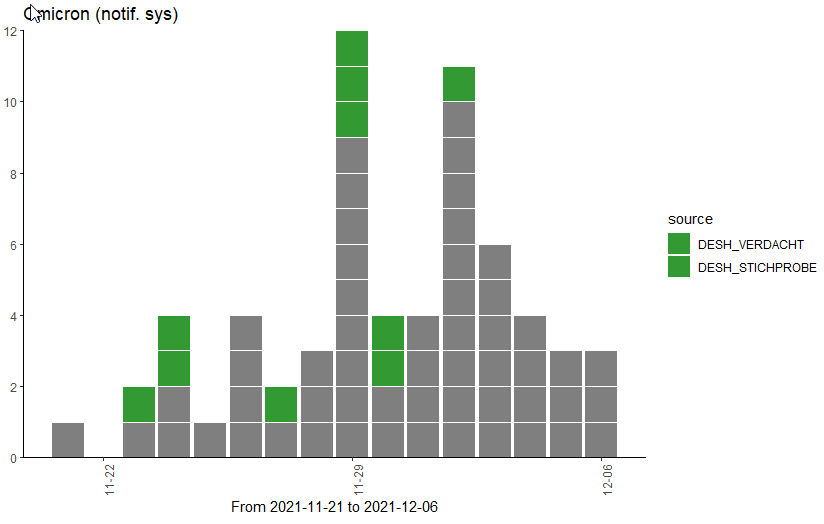 Omicron (notif. sys)
12
10
8
6
4
2
0
11-22
11-29
12-06
From 2021-11-21 to 2021-12-06
source
DESH_VERDACHT
DESH_STICHPROBE